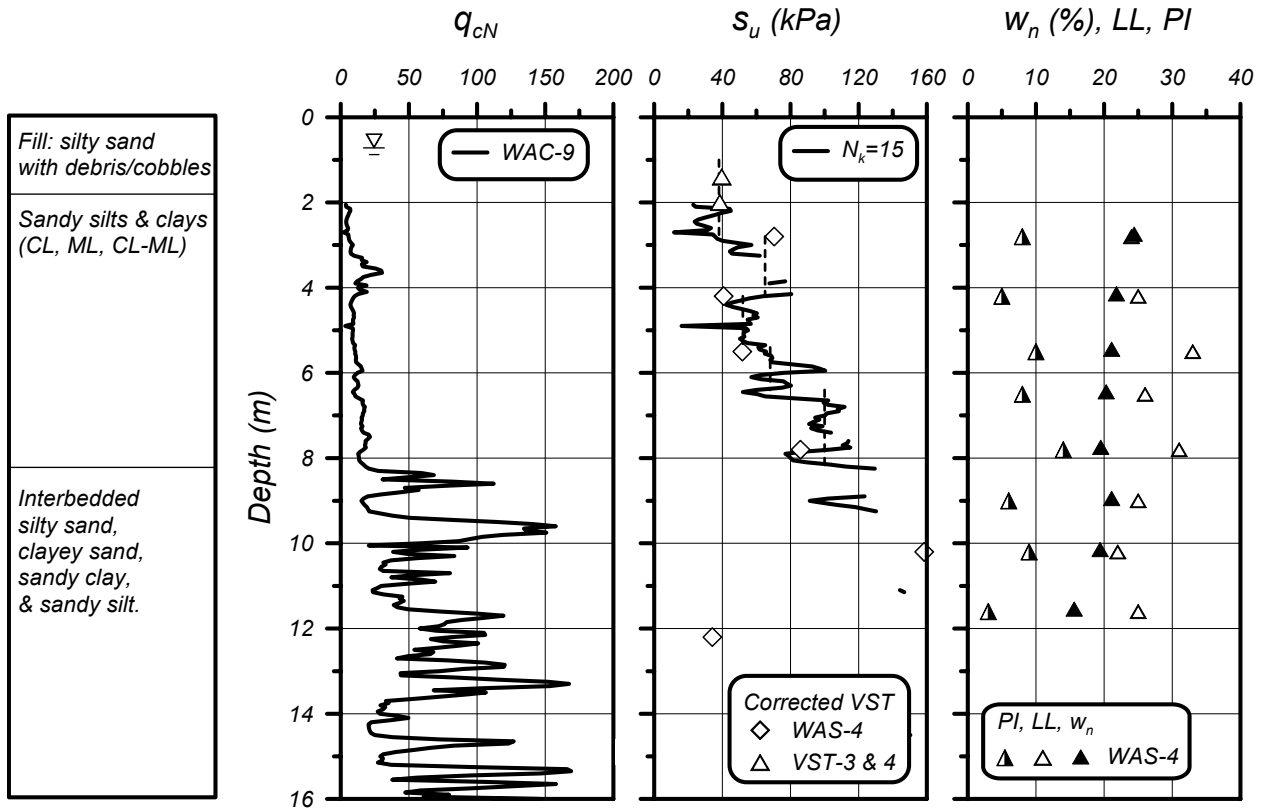 q_cN
s_u (kPa)
w_n (%), LL, PI
0 50 100 150 200
0 40 80 120 160
0 10 20 30 40
Depth (m)
0
2
4
6
8
10
12
14
16
Fill: silty sand
with debris/cobbles
Sandy silts & clays
(CL, ML, CL-ML)
Interbedded
silty sand,
clayey sand,
sandy clay,
& sandy silt.
WAC-9
N_k=15
Corrected VST
WAS-4
VST-3 & 4
PI, LL, w_n
WAS-4